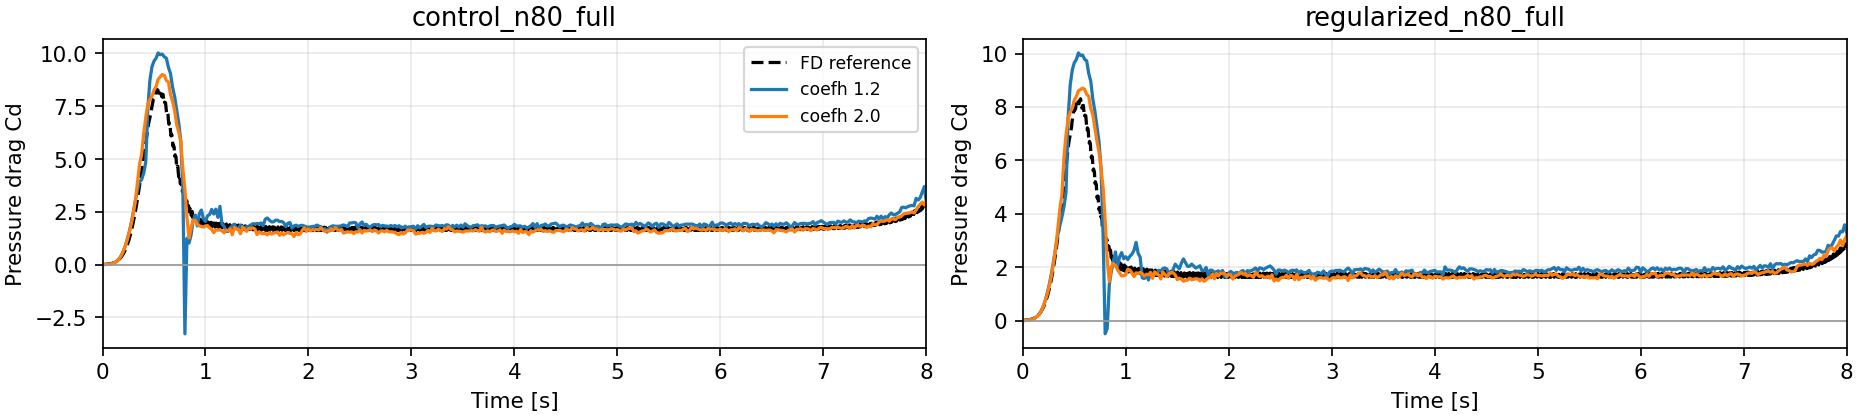 control_n80_full
10.0
7.5
5.0
2.5
0.0
−2.5
Pressure drag Cd
FD reference
coefh 1.2
coefh 2.0
0 1 2 3 4 5 6 7 8
Time [s]
regularized_n80_full
10
8
6
4
2
0
Pressure drag Cd
0 1 2 3 4 5 6 7 8
Time [s]